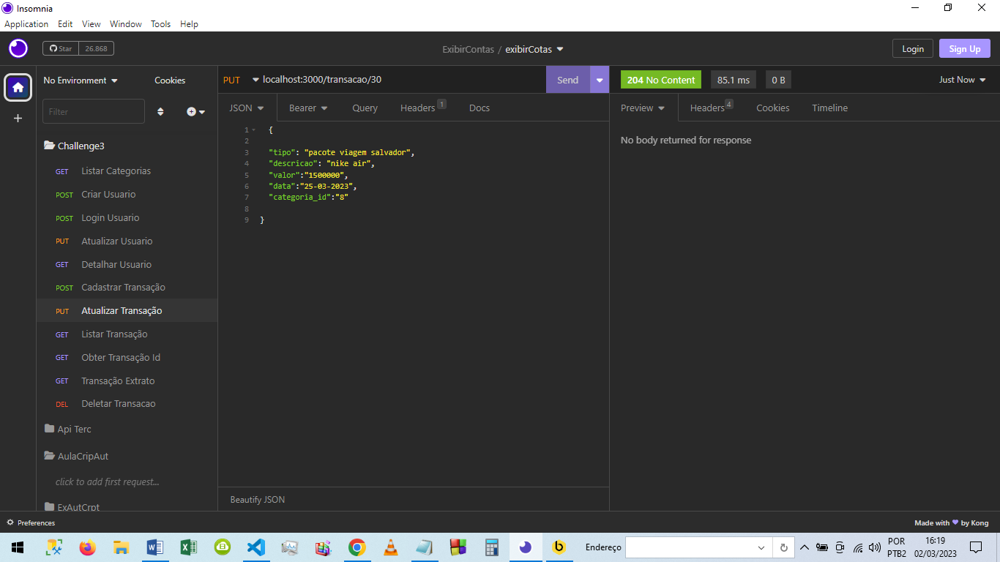 Insomnia
Application Edit View Window Tools Help
Star 26.868
ExibirContas / exibirCotas
Login Sign Up
No Environment Cookies
Filter
Challenge3
GET Listar Categorias
POST Criar Usuario
POST Login Usuario
PUT Atualizar Usuario
GET Detalhar Usuario
POST Cadastrar Transação
PUT Atualizar Transação
GET Listar Transação
GET Obter Transação Id
GET Transação Extrato
DEL Deletar Transacao
Api Terc
AulaCripAut
click to add first request...
ExAutCrpt
PUT localhost:3000/transacao/30 Send
JSON Bearer Query Headers 1 Docs
1 {
2
3 "tipo": "pacote viagem salvador",
4 "descricao": "nike air",
5 "valor":"1500000",
6 "data":"25-03-2023",
7 "categoria_id":"8"
8
9 }
Beautify JSON
204 No Content 85.1 ms 0 B Just Now
Preview Headers 4 Cookies Timeline
No body returned for response
Preferences
Made with by Kong
Endereço
POR
PTB2
16:19
02/03/2023